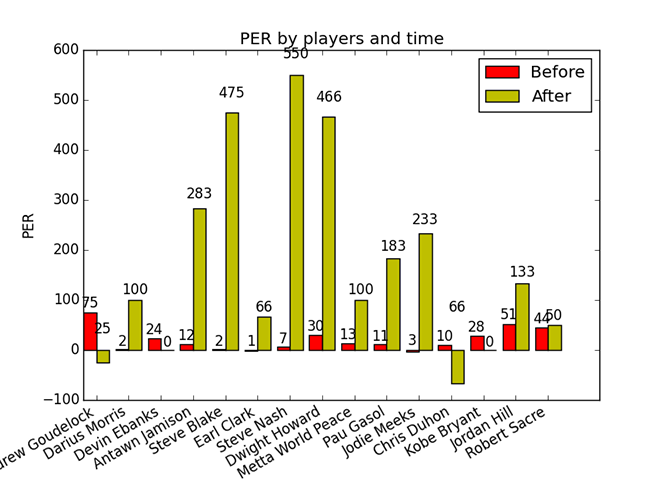 PER by players and time
600
500
400
300
200
100
0
−100
PER
Before
After
75
25
2
100
24
0
12
283
2
475
1
66
7
550
30
466
13
100
11
183
3
233
10
66
28
0
51
133
44
50
drew Goudelock
Darius Morris
Devin Ebanks
Antawn Jamison
Steve Blake
Earl Clark
Steve Nash
Dwight Howard
Metta World Peace
Pau Gasol
Jodie Meeks
Chris Duhon
Kobe Bryant
Jordan Hill
Robert Sacre